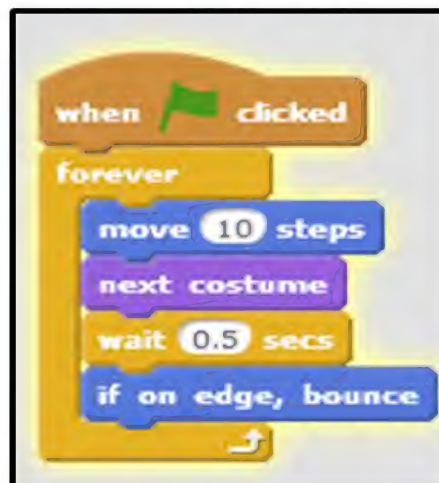 when clicked
forever
move 10 steps
next costume
wait 0.5 secs
if on edge, bounce